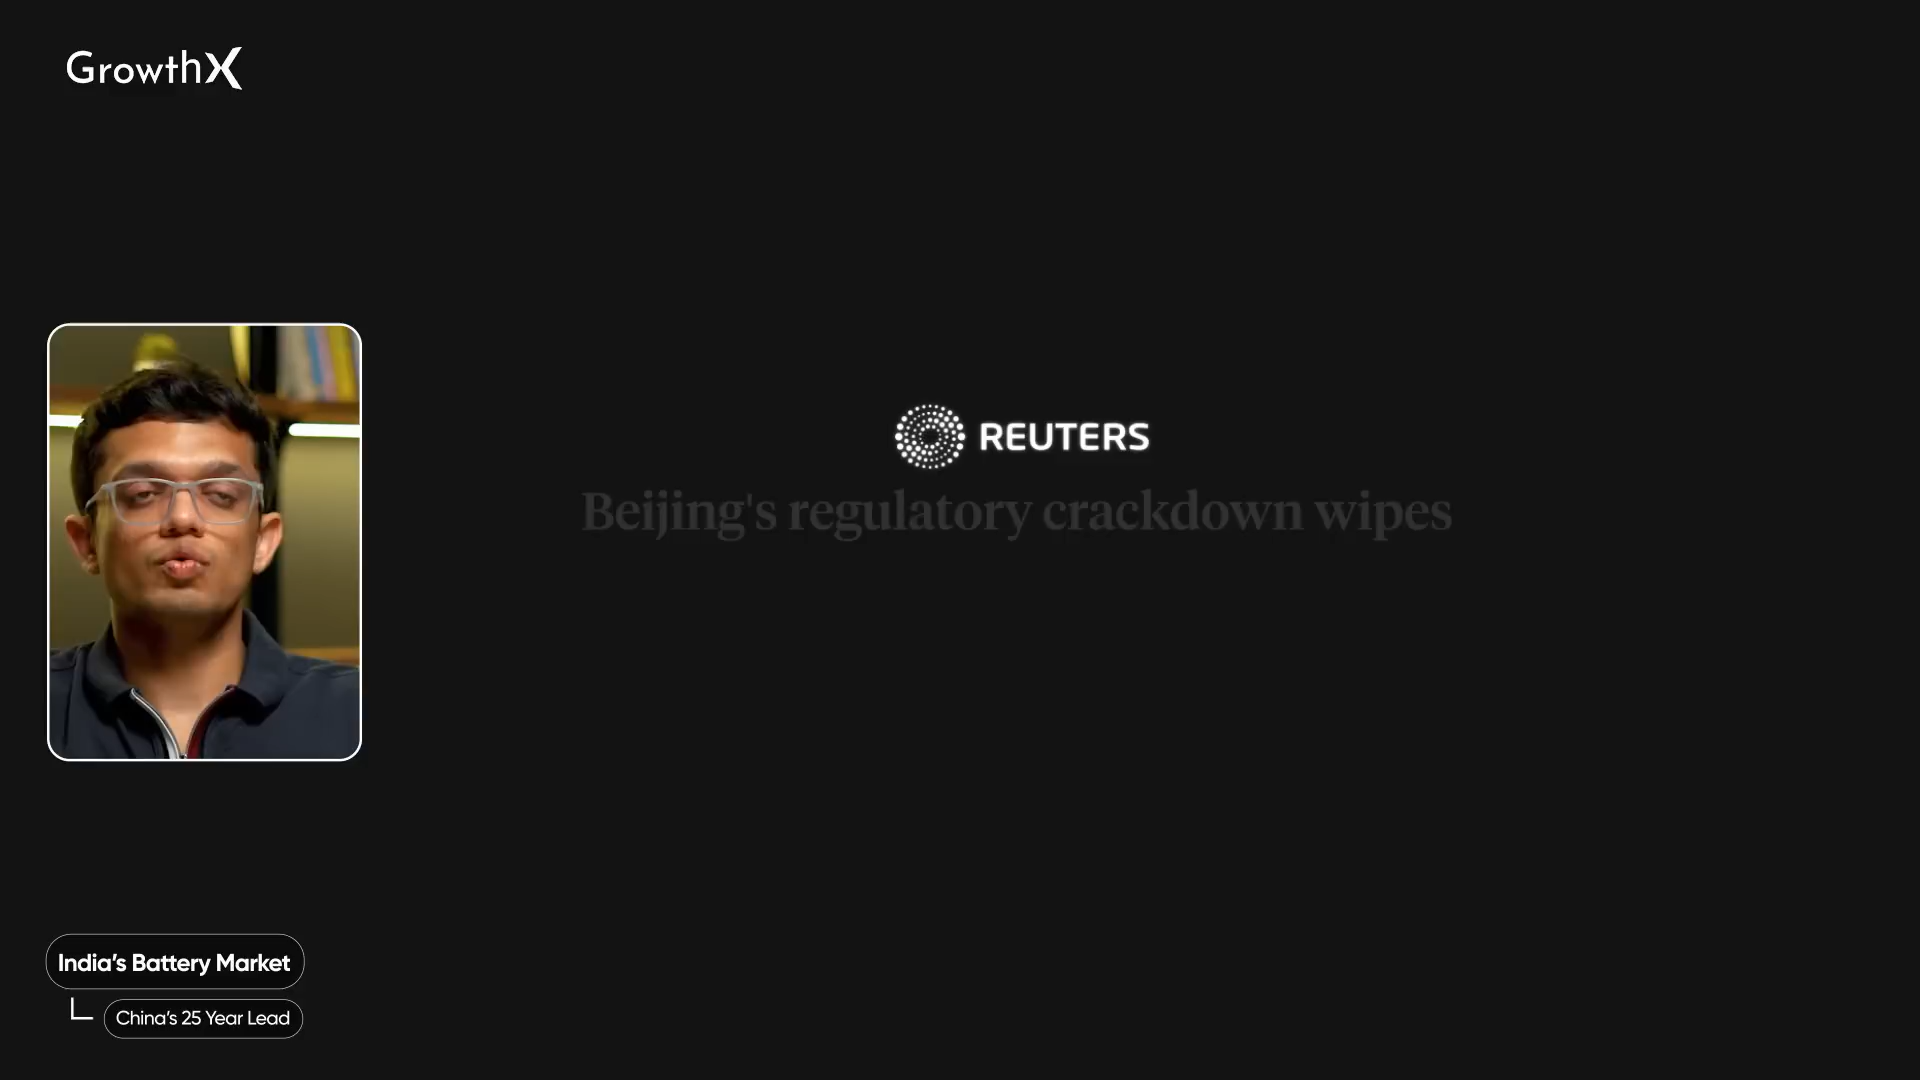 GrowthX
REUTERS
Beijing's regulatory crackdown wipes
India's Battery Market
China's 25 Year Lead